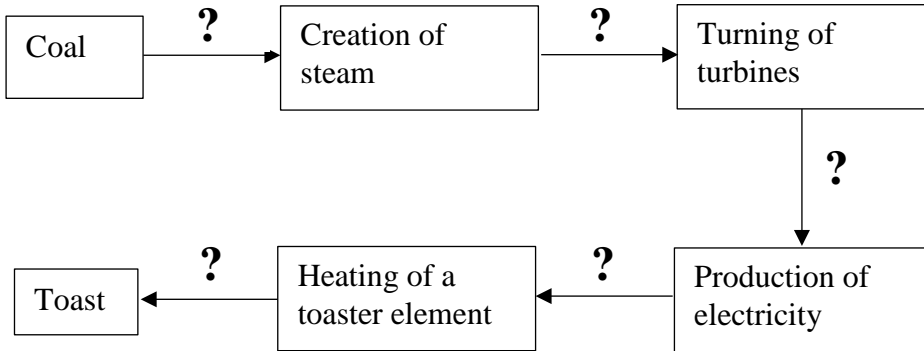 ?
?
Coal
Creation of
steam
Turning of
turbines
?
?
?
Toast
Heating of a
toaster element
Production of
electricity